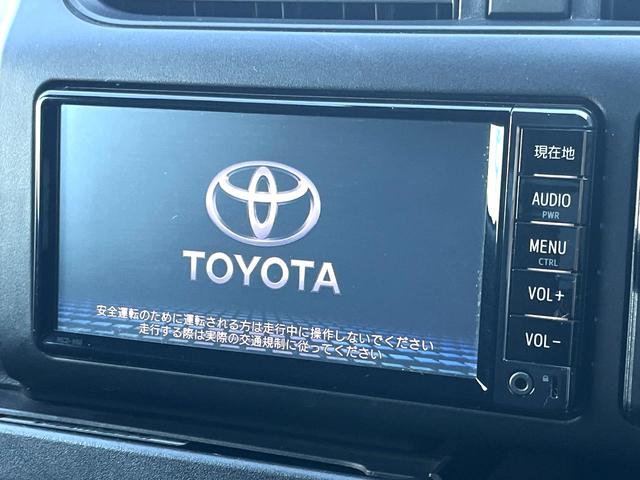 TOYOTA
安全運転のために運転される方は走行中に操作しないでください
走行する際は実際の交通規制に従ってください
現在地
AUDIO
PWR
MENU
CTRL
VOL+
VOL-